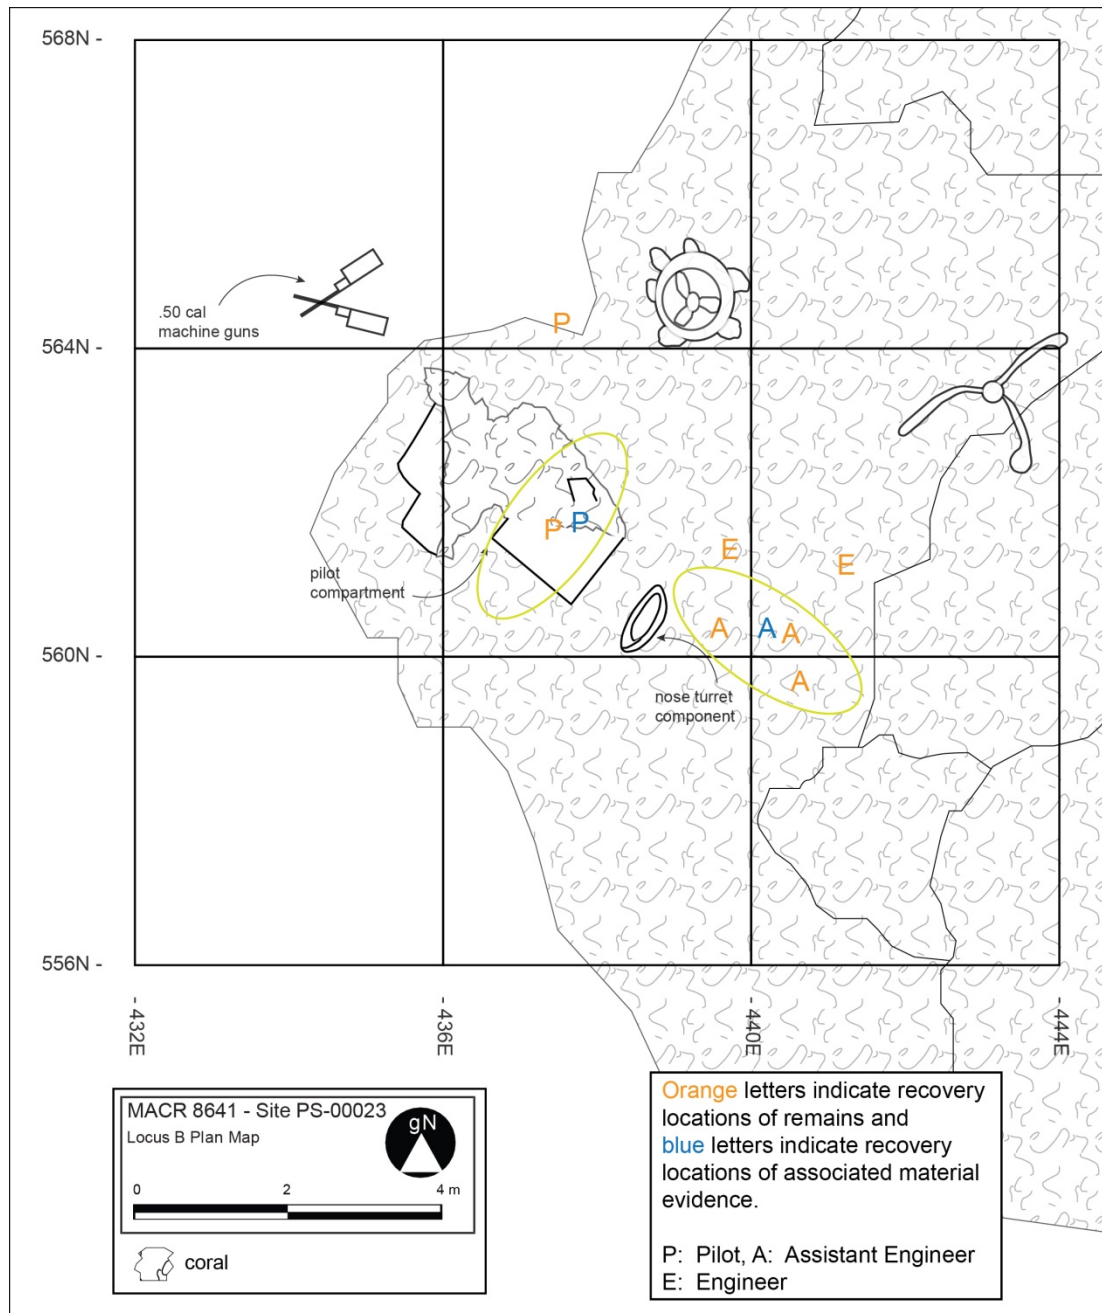 568N -
.50 cal
machine guns
P
564N -
P
P
E
E
pilot
compartment
A
A
A
A
560N -
nose turret
component
556N -
- 432E
- 436E
- 440E
- 444E
MACR 8641 - Site PS-00023
Locus B Plan Map
gN
0 2 4 m
coral
Orange letters indicate recovery
locations of remains and
blue letters indicate recovery
locations of associated material
evidence.
P: Pilot, A: Assistant Engineer
E: Engineer